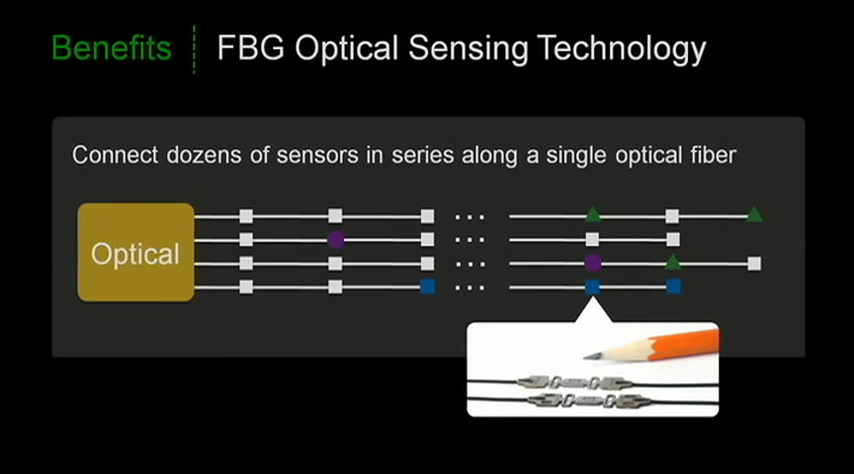 Benefits FBG Optical Sensing Technology
Connect dozens of sensors in series along a single optical fiber
Optical